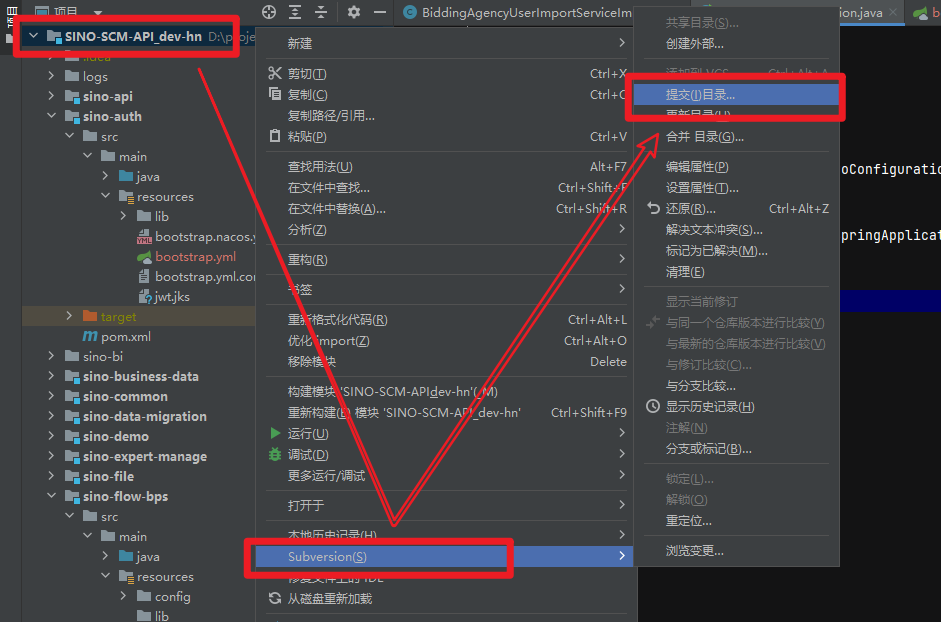 项目
BiddingAgencyUserImportServiceIm
ion.java
SINO-SCM-API_dev-hn D:\proje
.idea
logs
sino-api
sino-auth
src
main
java
resources
lib
bootstrap.nacos.y
bootstrap.yml
bootstrap.yml.con
jwt.jks
target
pom.xml
sino-bi
sino-business-data
sino-common
sino-data-migration
sino-demo
sino-expert-manage
sino-file
sino-flow-bps
src
main
java
resources
config
lib
新建
剪切(T) Ctrl+X
复制(C) Ctrl+C
复制路径/引用...
粘贴(P) Ctrl+V
查找用法(U) Alt+F7
在文件中查找... Ctrl+Shift+F
在文件中替换(A)... Ctrl+Shift+R
分析(Z)
重构(R)
书签
重新格式化代码(R) Ctrl+Alt+L
优化 import(Z) Ctrl+Alt+O
移除模块 Delete
构建模块 'SINO-SCM-API_dev-hn'(_M)
重新构建(E) 模块 'SINO-SCM-API_dev-hn' Ctrl+Shift+F9
运行(U)
调试(D)
更多运行/调试
打开于
本地历史记录(H)
Subversion(S)
修复文件上的 IDE
从磁盘重新加载
共享目录(S)...
创建外部...
添加到 VCS Ctrl+Alt+A
提交(I)目录...
更新目录(U)...
合并 目录(G)...
编辑属性(P)
设置属性(T)...
还原(R)... Ctrl+Alt+Z
解决文本冲突(S)...
标记为已解决(M)...
清理(E)
显示当前修订
与同一个仓库版本进行比较(Y)
与最新的仓库版本进行比较(V)
与修订比较(C)...
与分支比较...
显示历史记录(H)
注解(N)
分支或标记(B)...
锁定(L)...
解锁(O)
重定位...
浏览变更...
oConfiguratio
pringApplicat